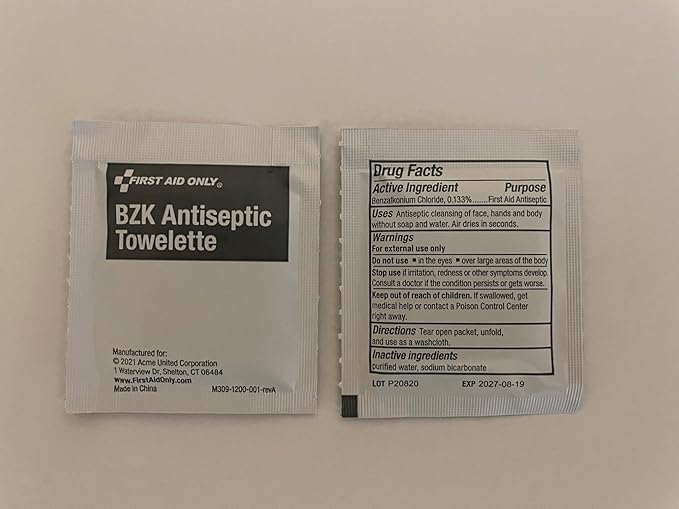 FIRST AID ONLY®
BZK Antiseptic
Towelette
Manufactured for:
© 2021 Acme United Corporation
1 Waterview Dr, Shelton, CT 06484
www.FirstAidOnly.com
Made in China M309-1200-001-revA
Drug Facts
Active Ingredient Purpose
Benzalkonium Chloride, 0.133%......First Aid Antiseptic
Uses Antiseptic cleansing of face, hands and body
without soap and water. Air dries in seconds.
Warnings
For external use only
Do not use ■ in the eyes ■ over large areas of the body
Stop use if irritation, redness or other symptoms develop.
Consult a doctor if the condition persists or gets worse.
Keep out of reach of children. If swallowed, get
medical help or contact a Poison Control Center
right away.
Directions Tear open packet, unfold,
and use as a washcloth.
Inactive ingredients
purified water, sodium bicarbonate
LOT P20820 EXP 2027-08-19